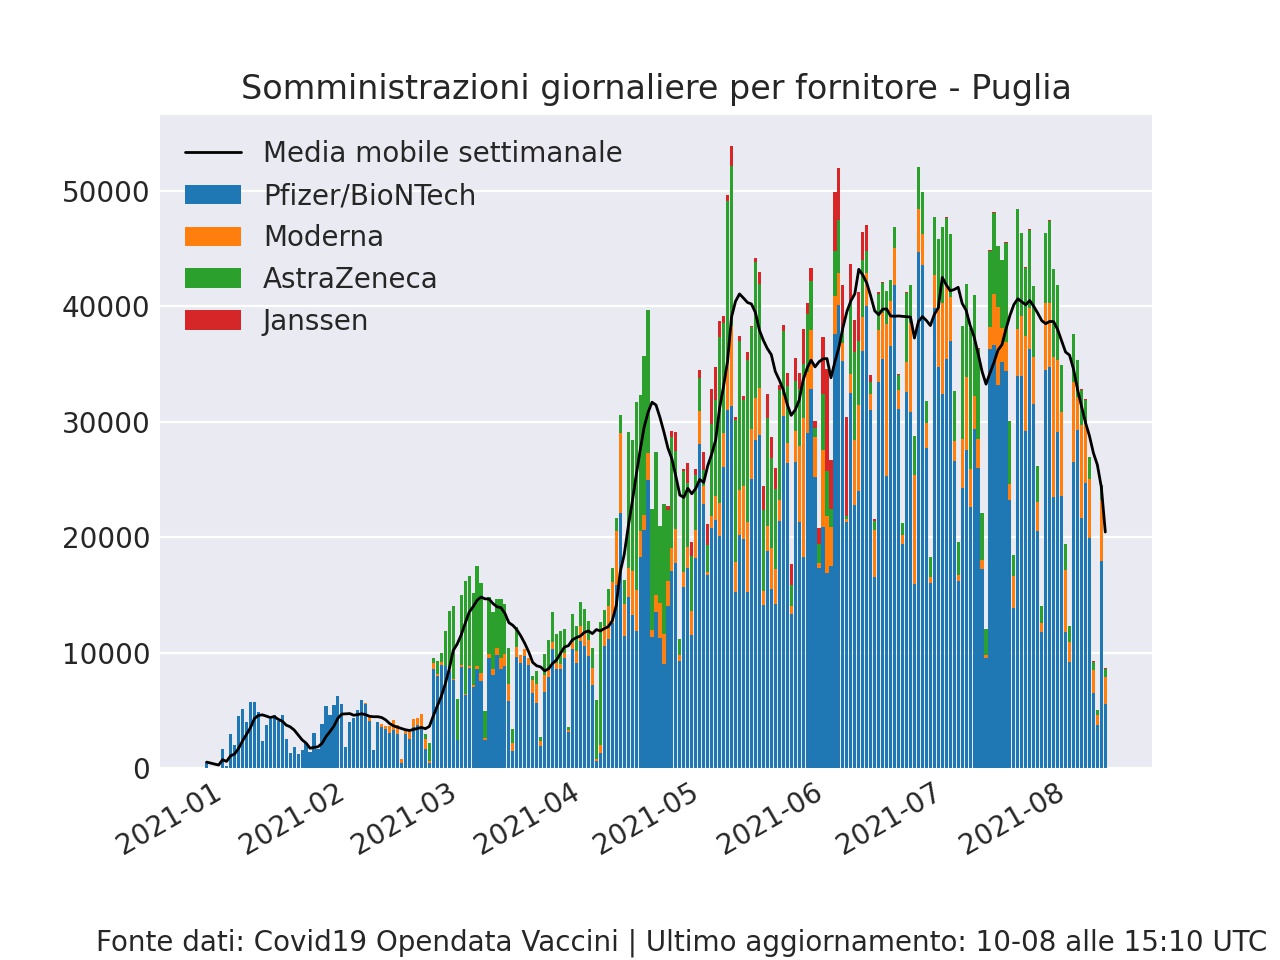 Somministrazioni giornaliere per fornitore - Puglia
Media mobile settimanale
Pfizer/BioNTech
Moderna
AstraZeneca
Janssen
50000
40000
30000
20000
10000
0
2021-01
2021-02
2021-03
2021-04
2021-05
2021-06
2021-07
2021-08
Fonte dati: Covid19 Opendata Vaccini | Ultimo aggiornamento: 10-08 alle 15:10 UTC